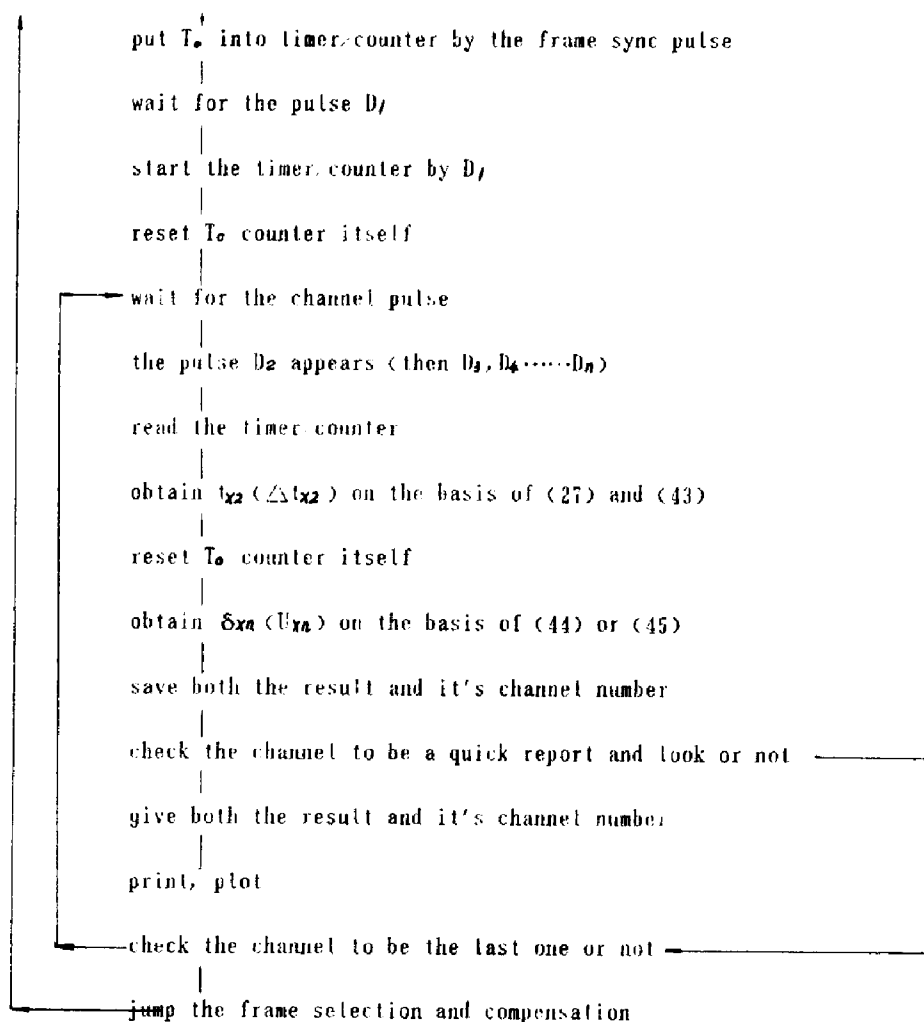 put T₀ into timer/counter by the frame sync pulse
wait for the pulse D₁
start the timer/counter by D₁
reset T₀ counter itself
wait for the channel pulse
the pulse D₂ appears (then D₃, D₄······Dₙ)
read the timer counter
obtain tχ₂ (△tχ₂) on the basis of (27) and (43)
reset T₀ counter itself
obtain δχₙ (Uχₙ) on the basis of (44) or (45)
save both the result and it's channel number
check the channel to be a quick report and look or not
give both the result and it's channel number
print, plot
check the channel to be the last one or not
jump the frame selection and compensation